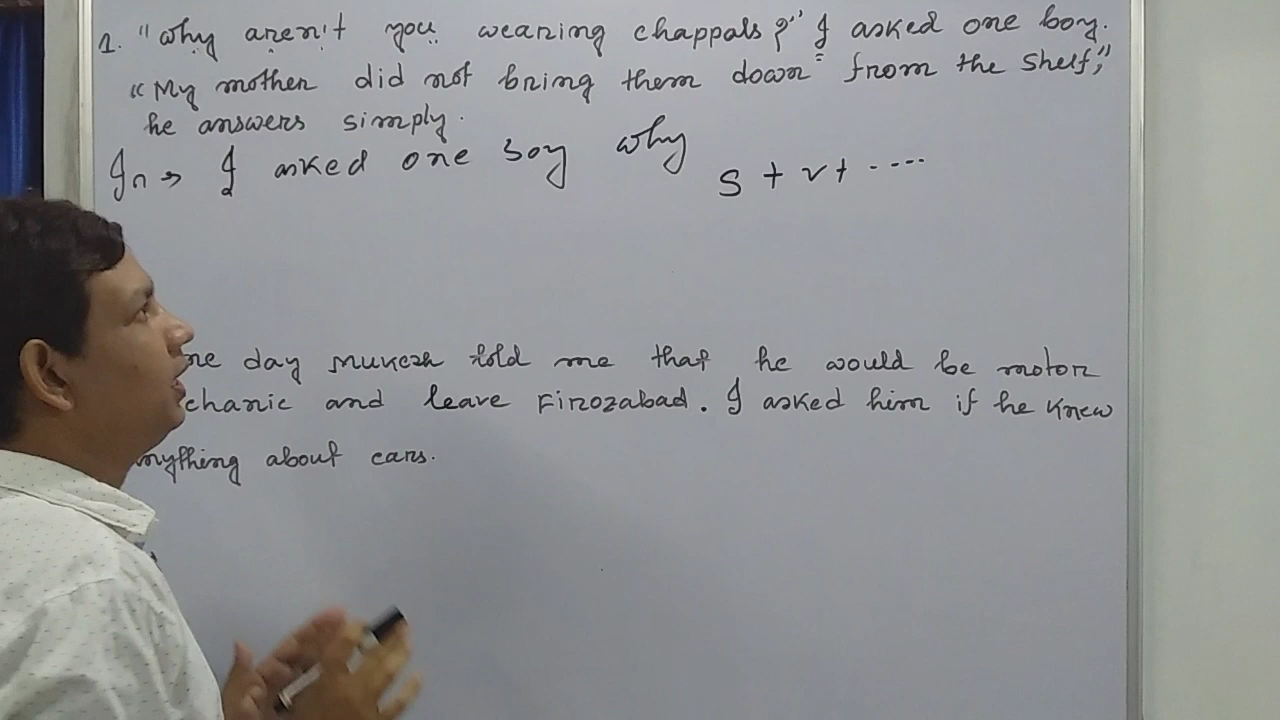 1. "Why aren't you wearing chappals?" I asked one boy.
"My mother did not bring them down from the shelf,"
he answers simply.
In → I asked one boy why
S + V + ....
ne day Mukesh told me that he would be motor
chanic and leave Firozabad. I asked him if he knew
nything about cars.